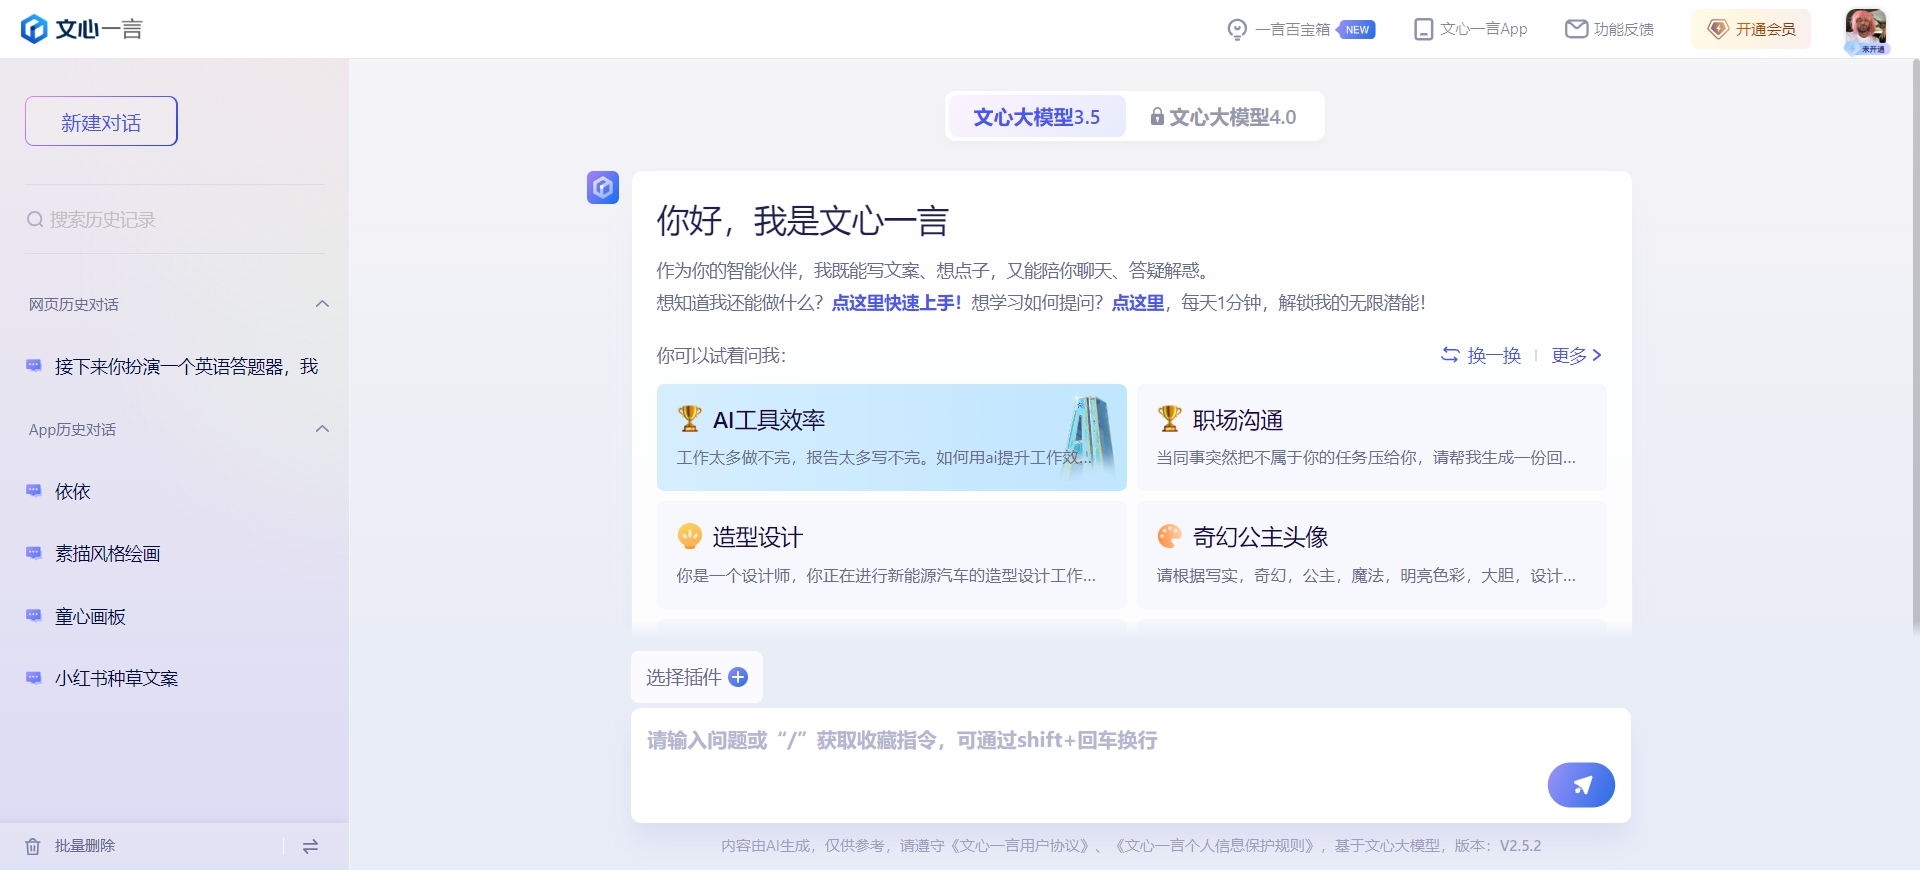 文心一言
一言百宝箱 NEW
文心一言App
功能反馈
开通会员
未开通
新建对话
搜索历史记录
网页历史对话
接下来你扮演一个英语答题器，我
App历史对话
依依
素描风格绘画
童心画板
小红书种草文案
批量删除
文心大模型3.5
文心大模型4.0
你好，我是文心一言
作为你的智能伙伴，我既能写文案、想点子，又能陪你聊天、答疑解惑。
想知道我还能做什么？点这里快速上手！想学习如何提问？点这里，每天1分钟，解锁我的无限潜能！
你可以试着问我：
换一换
更多
AI工具效率
工作太多做不完，报告太多写不完。如何用ai提升工作效...
职场沟通
当同事突然把不属于你的任务压给你，请帮我生成一份回...
造型设计
你是一个设计师，你正在进行新能源汽车的造型设计工作...
奇幻公主头像
请根据写实，奇幻，公主，魔法，明亮色彩，大胆，设计...
选择插件
请输入问题或“/”获取收藏指令，可通过shift+回车换行
内容由AI生成，仅供参考，请遵守《文心一言用户协议》、《文心一言个人信息保护规则》，基于文心大模型，版本：V2.5.2